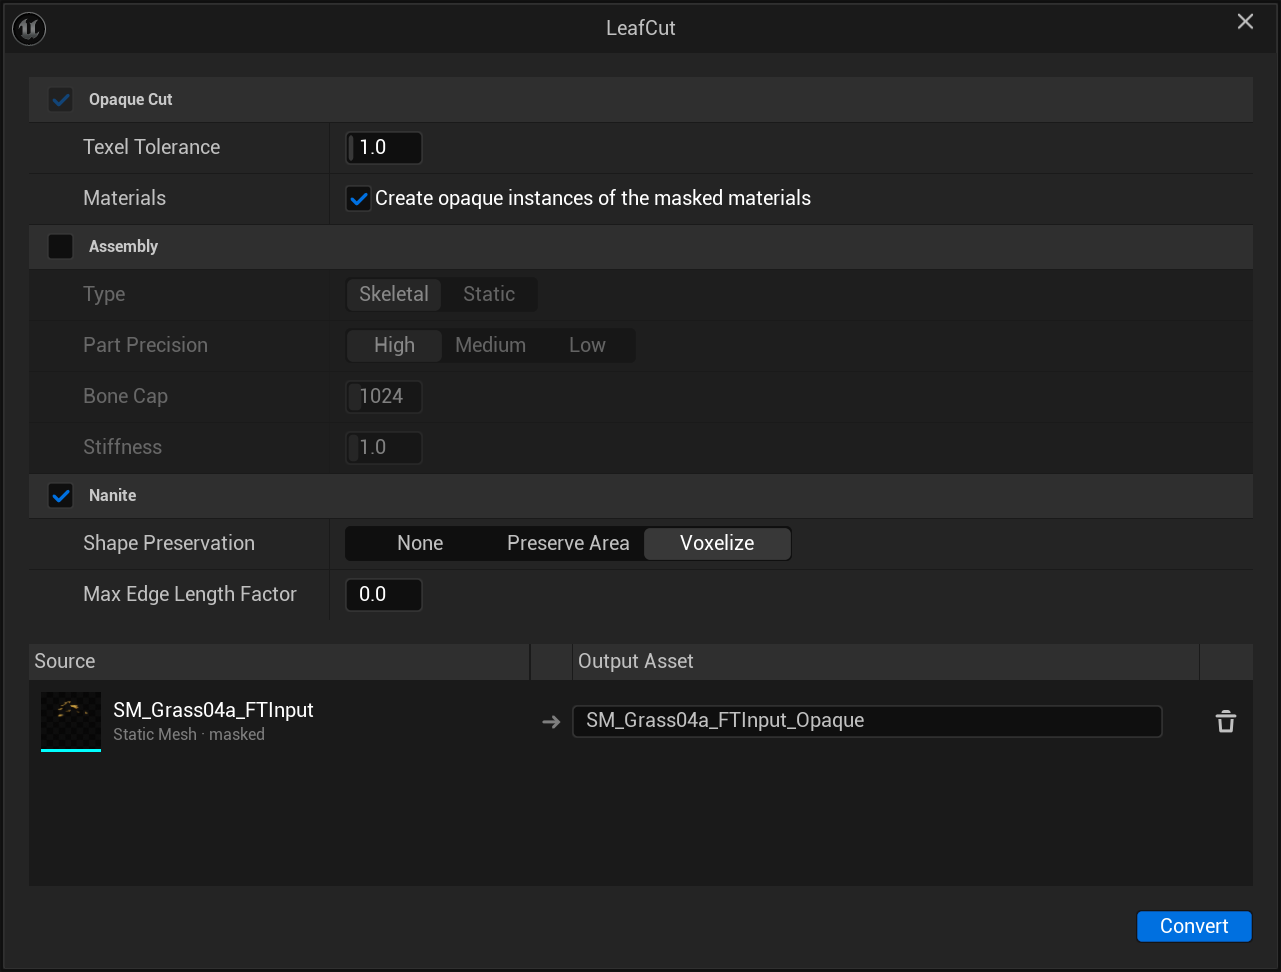 LeafCut
Opaque Cut
Texel Tolerance 1.0
Materials Create opaque instances of the masked materials
Assembly
Type Skeletal Static
Part Precision High Medium Low
Bone Cap 1024
Stiffness 1.0
Nanite
Shape Preservation None Preserve Area Voxelize
Max Edge Length Factor 0.0
Source Output Asset
SM_Grass04a_FTInput
Static Mesh · masked
SM_Grass04a_FTInput_Opaque
Convert